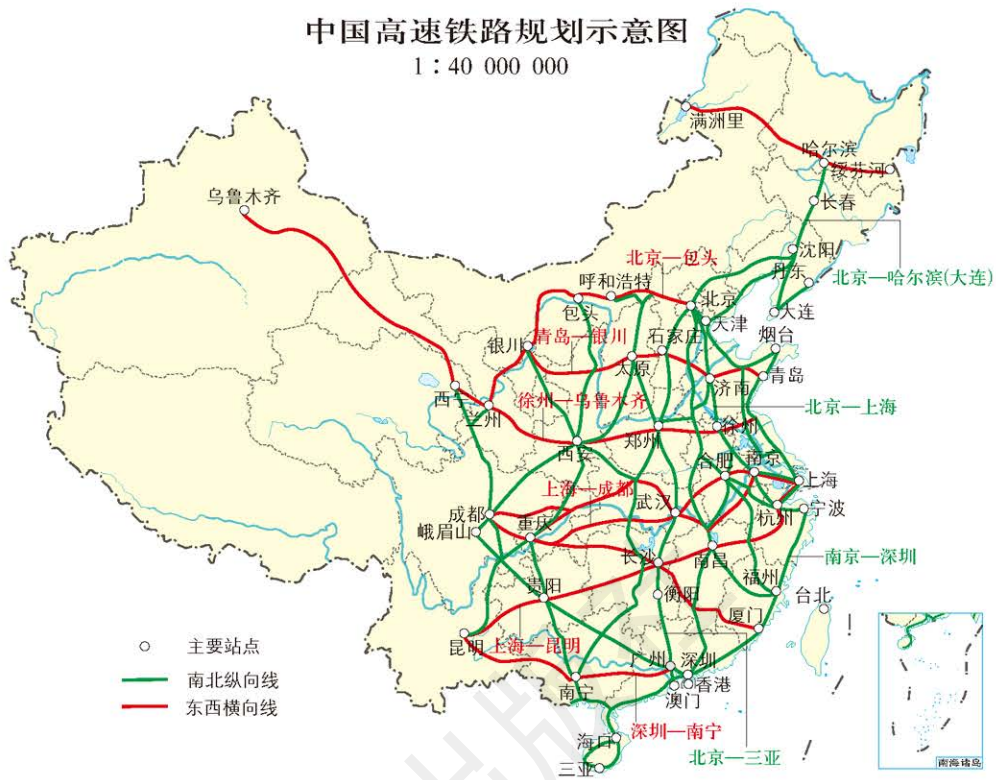 中国高速铁路规划示意图
1∶40 000 000
满洲里
哈尔滨
绥芬河
乌鲁木齐
长春
沈阳
北京—包头
丹东
北京—哈尔滨(大连)
呼和浩特
包头
北京
大连
天津
烟台
青岛—银川
石家庄
银川
太原
青岛
济南
西宁
徐州—乌鲁木齐
北京—上海
兰州
徐州
郑州
西安
合肥
南京
上海
上海—成都
武汉
成都
重庆
杭州
宁波
峨眉山
长沙
南昌
南京—深圳
福州
贵阳
衡阳
台北
厦门
昆明
上海—昆明
广州
深圳
香港
南宁
澳门
主要站点
南北纵向线
东西横向线
深圳—南宁
海口
北京—三亚
三亚
南海诸岛